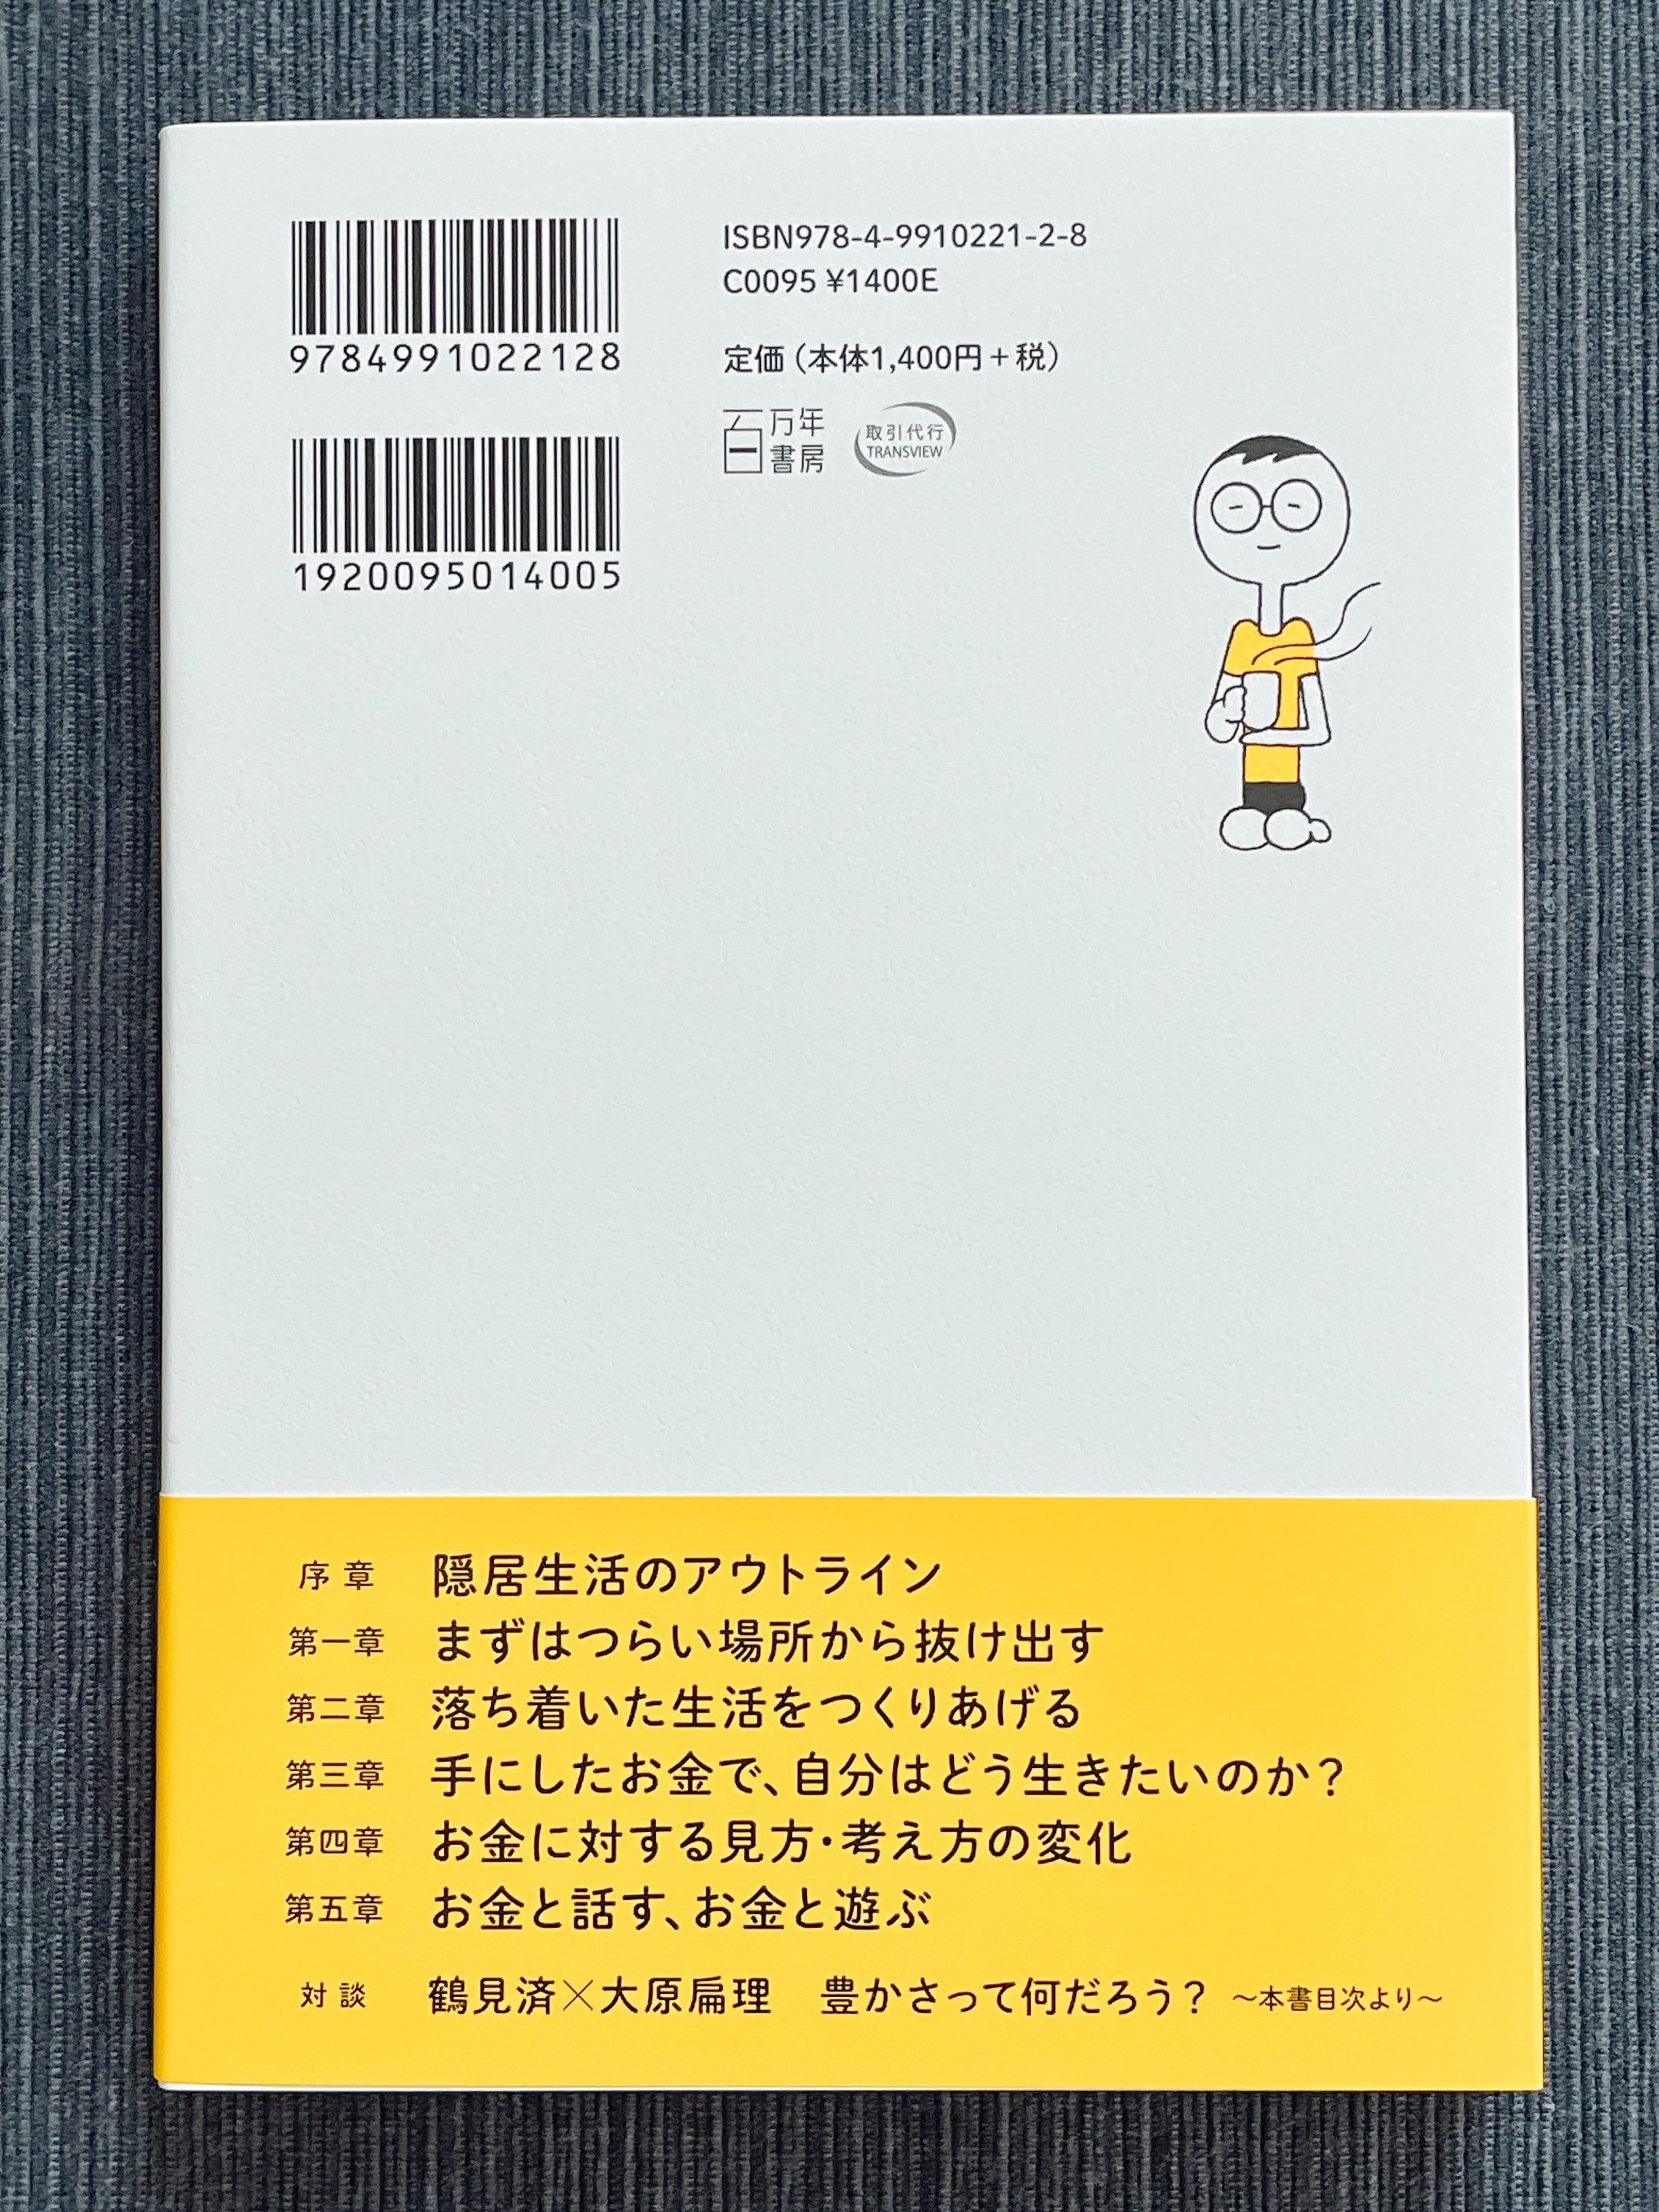 9784991022128
1920095014005
ISBN978-4-9910221-2-8
C0095 ¥1400E
定価（本体1,400円＋税）
百万年
書房
取引代行
TRANSVIEW
序章 隠居生活のアウトライン
第一章 まずはつらい場所から抜け出す
第二章 落ち着いた生活をつくりあげる
第三章 手にしたお金で、自分はどう生きたいのか？
第四章 お金に対する見方・考え方の変化
第五章 お金と話す、お金と遊ぶ
対談 鶴見済×大原扁理　豊かさって何だろう？ ～本書目次より～